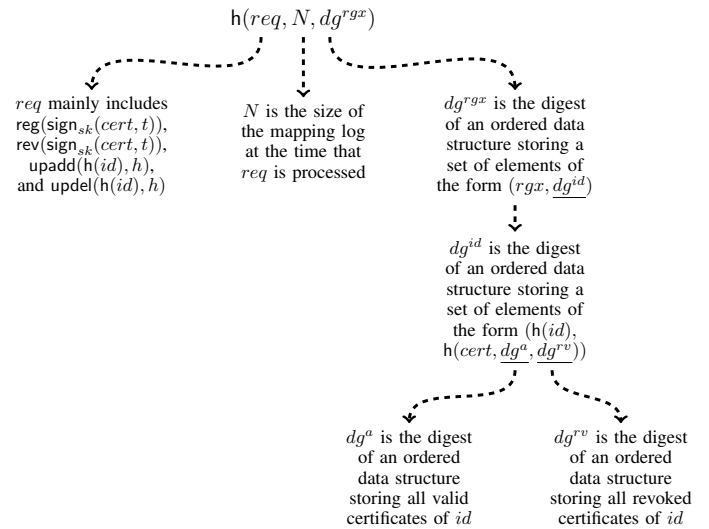 h(req, N, dg^{rgx})
req mainly includes
reg(sign_{sk}(cert, t)),
rev(sign_{sk}(cert, t)),
upadd(h(id), h),
and updel(h(id), h)
N is the size of
the mapping log
at the time that
req is processed
dg^{rgx} is the digest
of an ordered data
structure storing a
set of elements of
the form (rgx, dg^{id})
dg^{id} is the digest
of an ordered data
structure storing a
set of elements of
the form (h(id),
h(cert, dg^{a}, dg^{rv}))
dg^{a} is the digest
of an ordered
data structure
storing all valid
certificates of id
dg^{rv} is the digest
of an ordered
data structure
storing all revoked
certificates of id